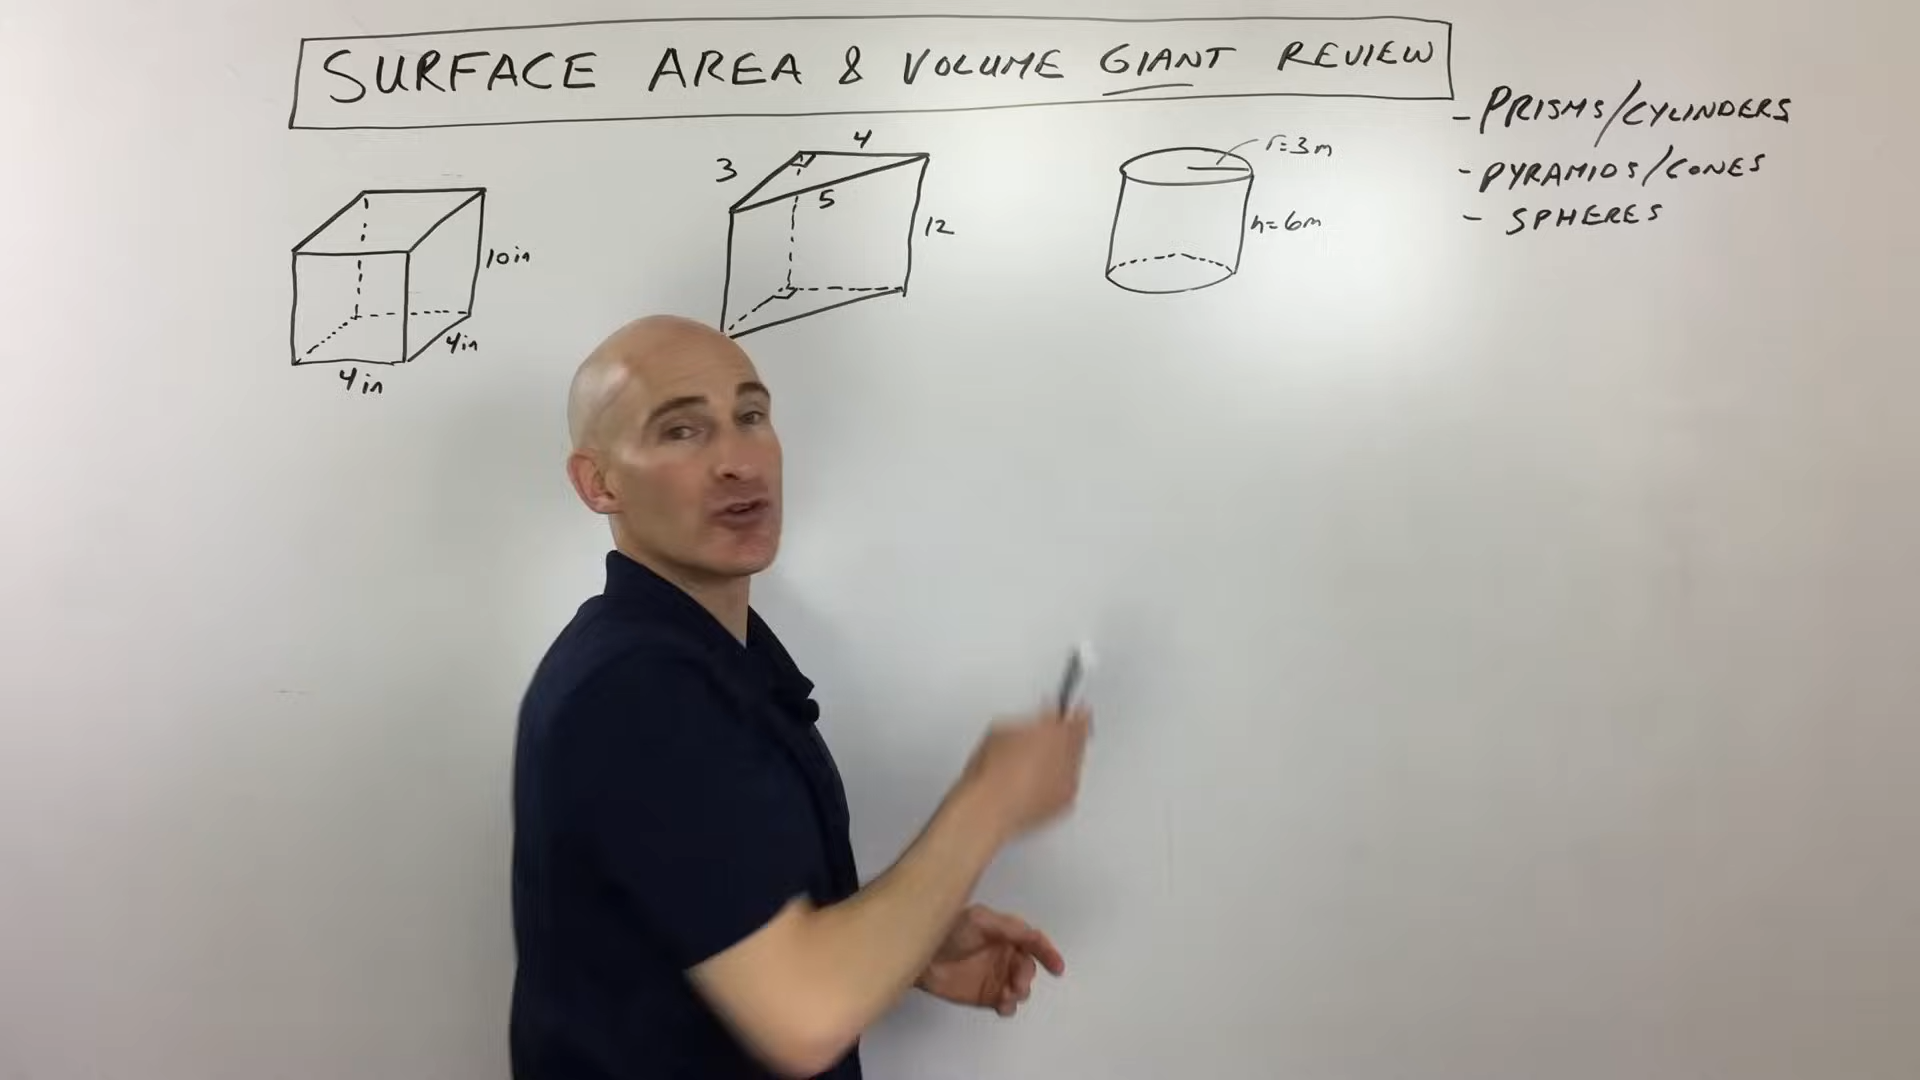 SURFACE AREA & VOLUME GIANT REVIEW
- PRISMS/CYLINDERS
- PYRAMIDS/CONES
- SPHERES
10in
4in
4in
3
4
5
12
r=3m
h=6m